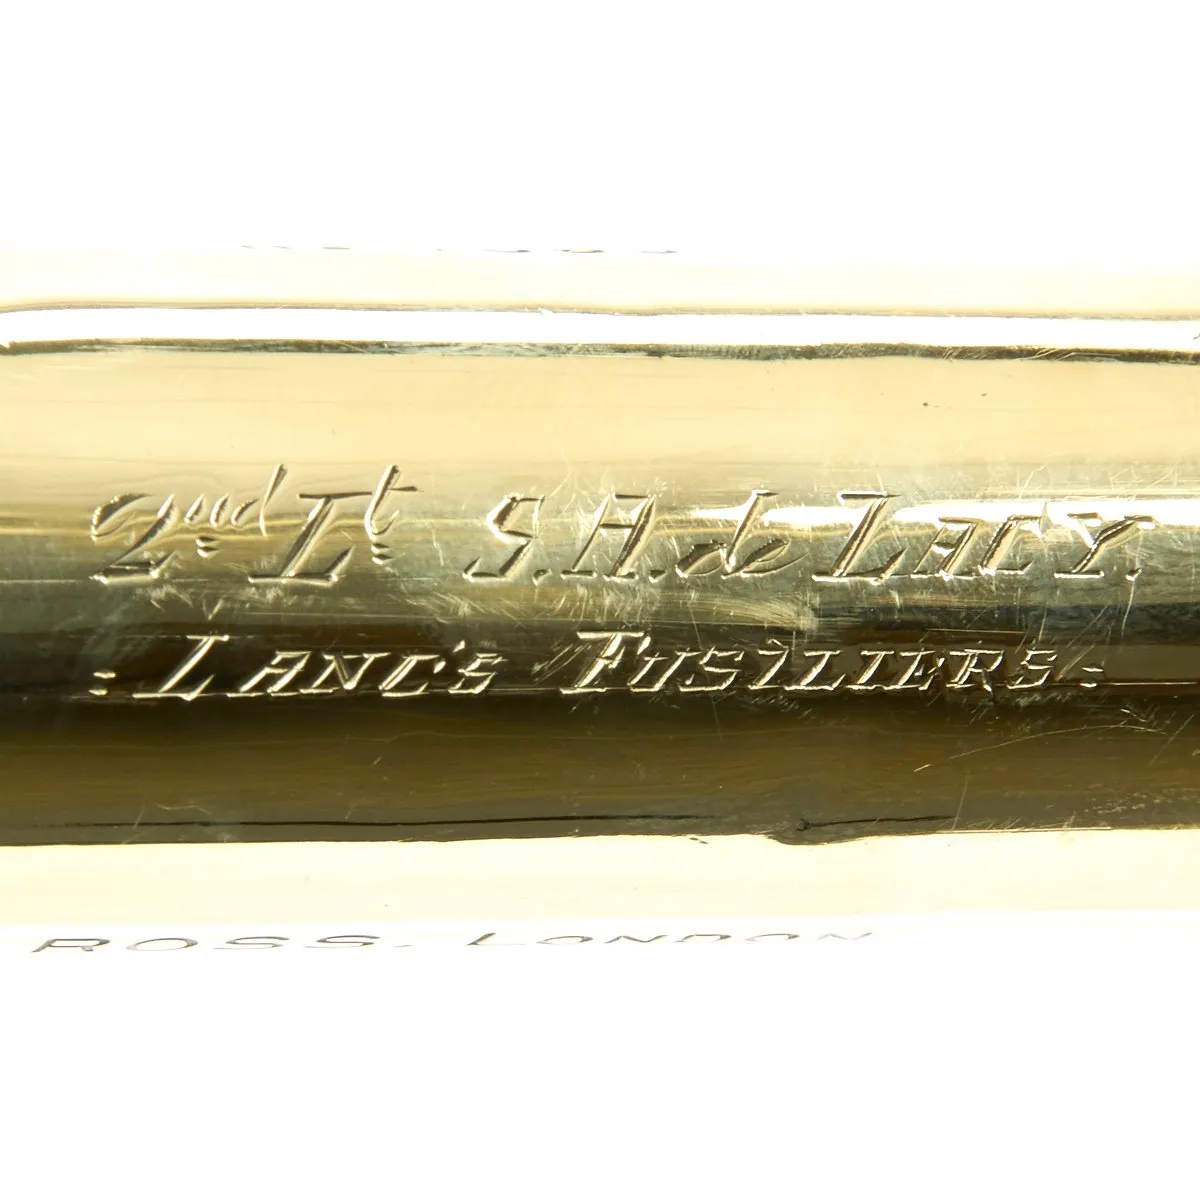 2nd Lt S.H. de LACY.
: LANC'S FUSILIERS :
ROSS. LONDON